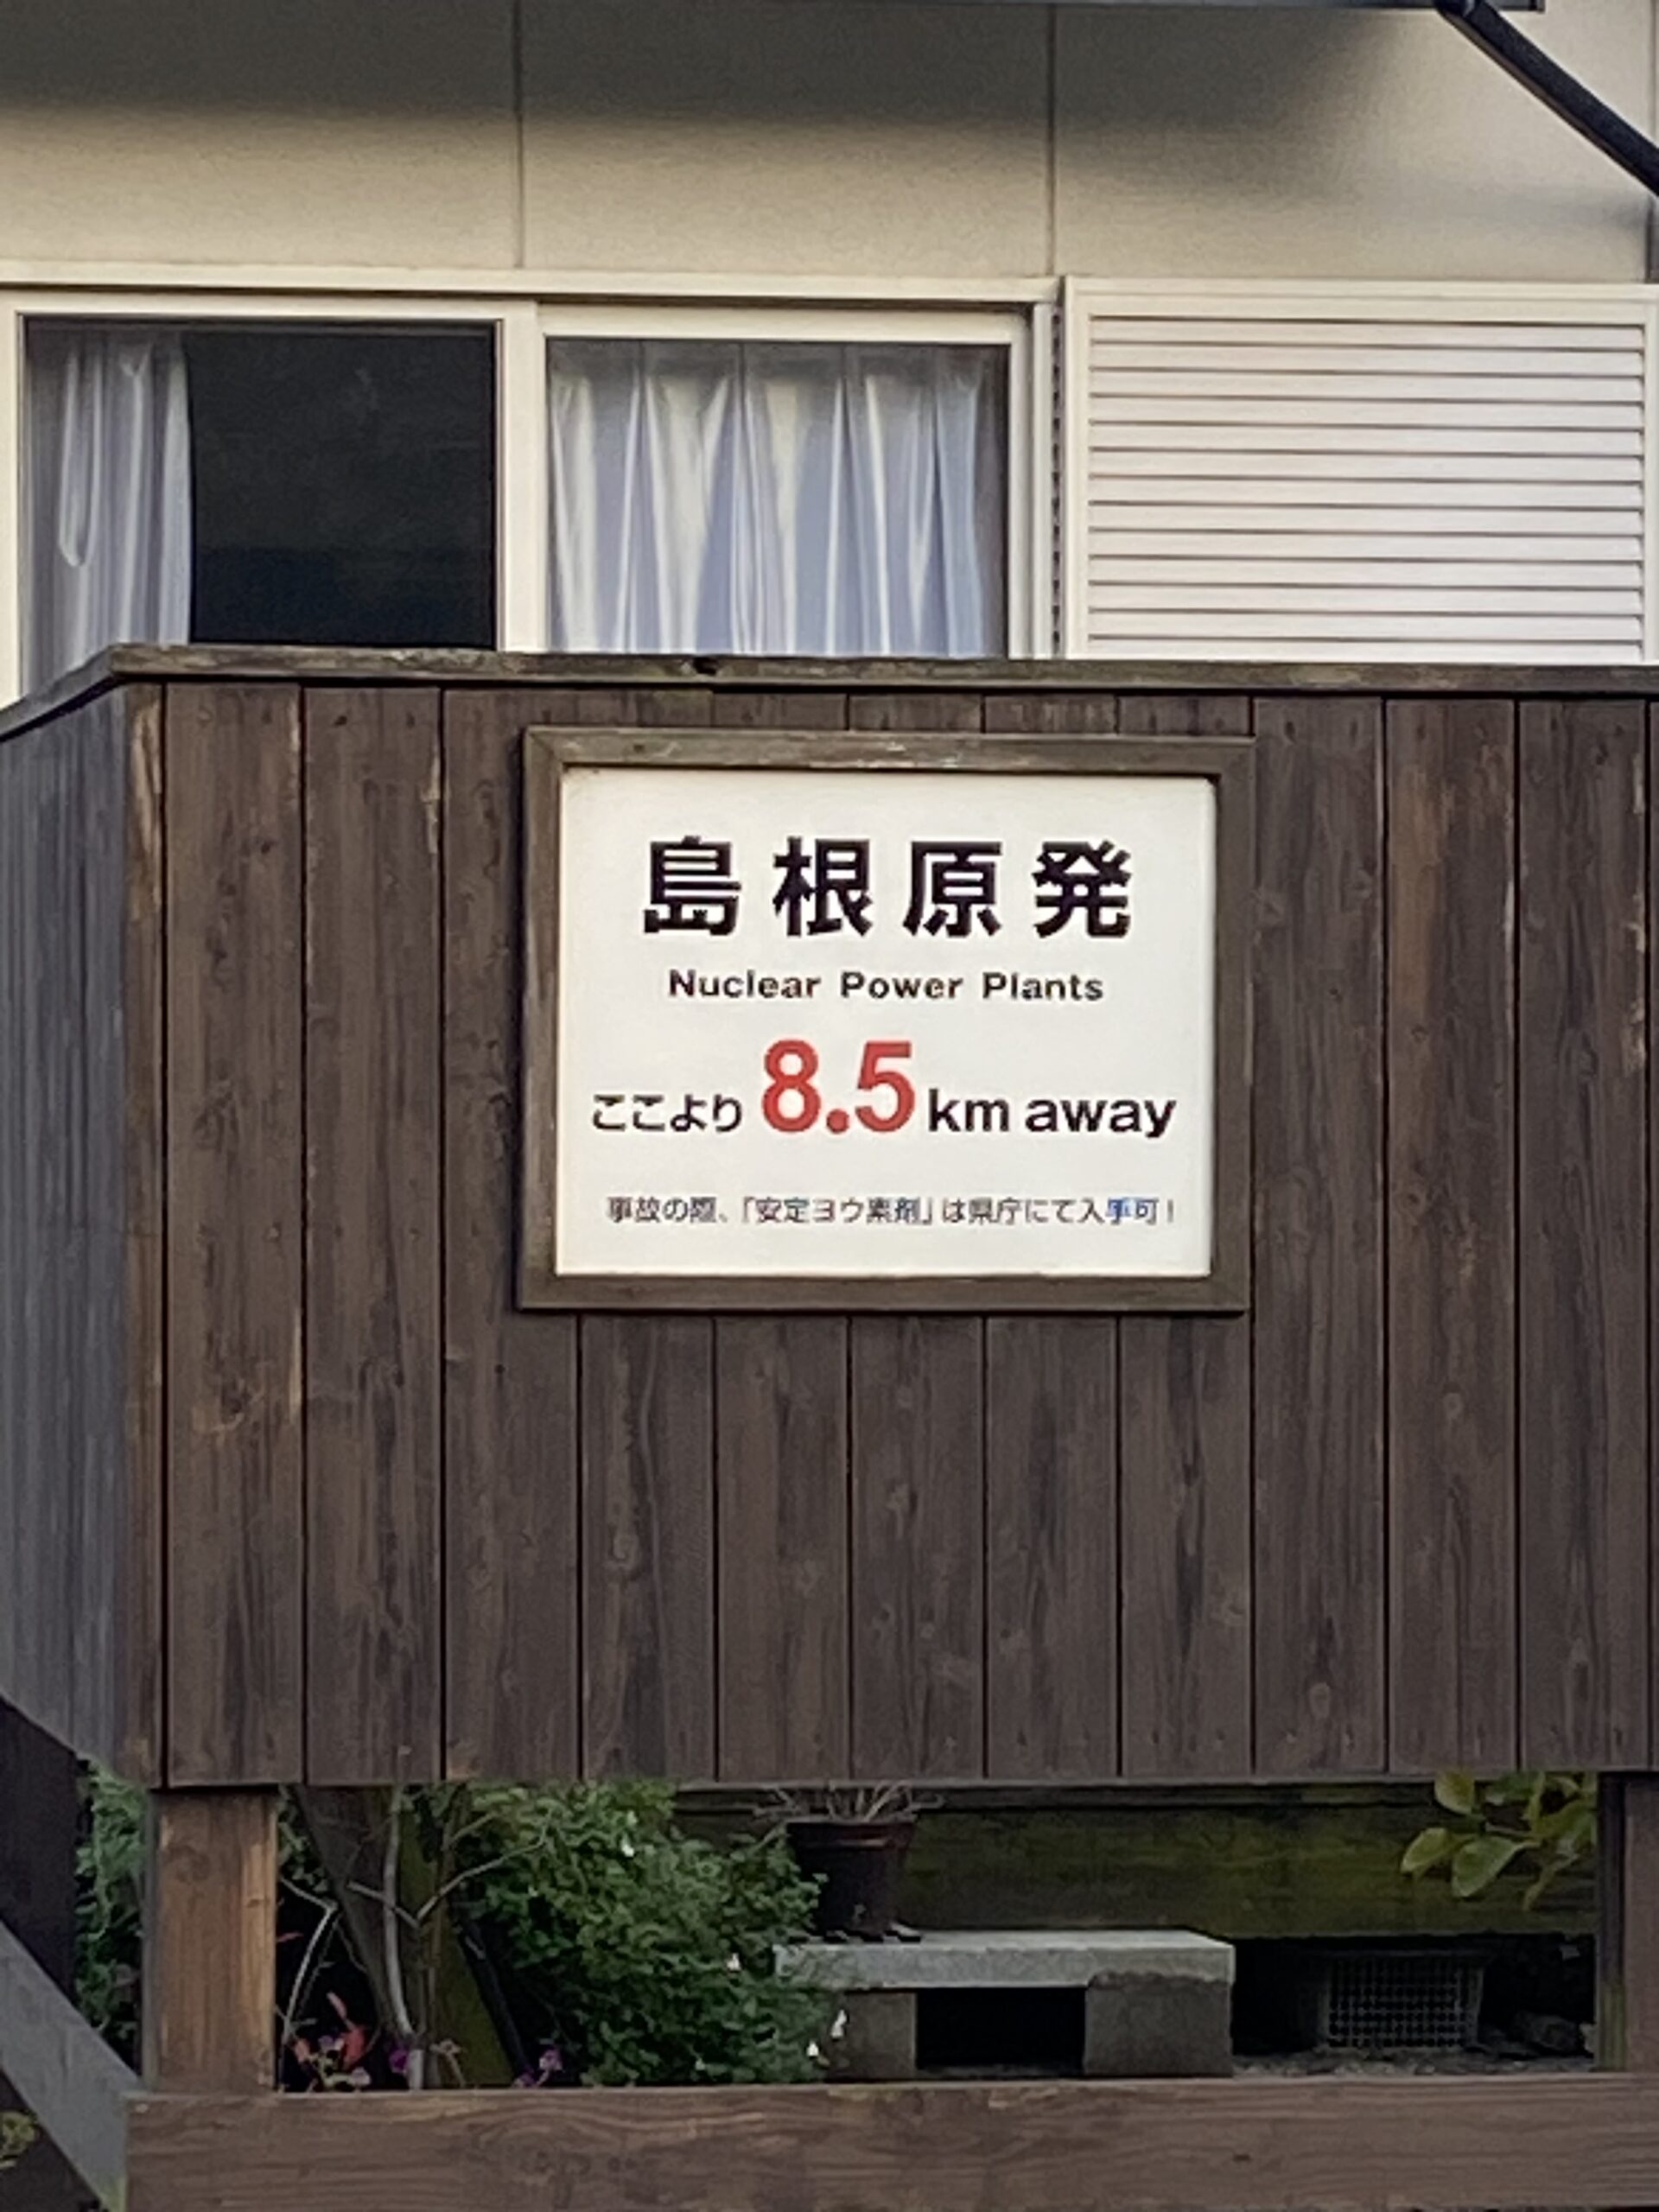 島根原発
Nuclear Power Plants
ここより 8.5 km away
事故の際、「安定ヨウ素剤」は県庁にて入手可!